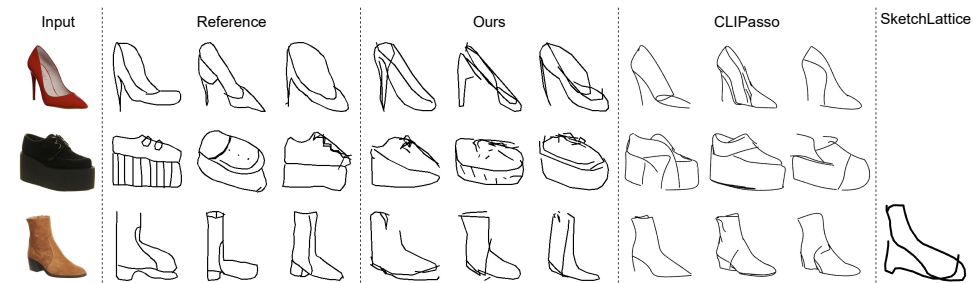 Input
Reference
Ours
CLIPasso
SketchLattice